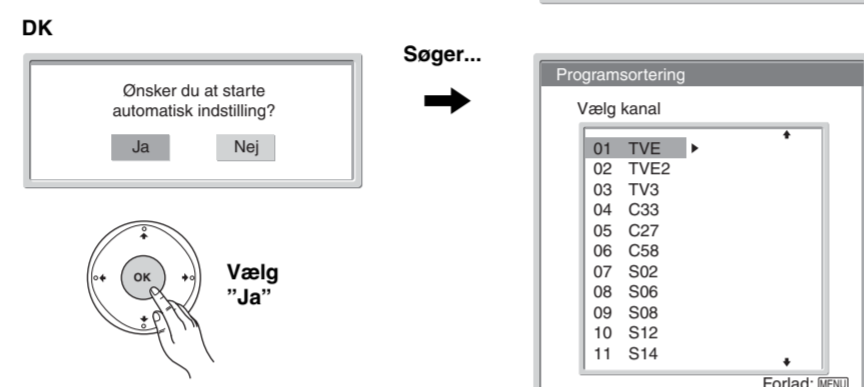 DK
Ønsker du at starte
automatisk indstilling?
Ja Nej
OK
Vælg
”Ja”
Søger...
Programsortering
Vælg kanal
01 TVE
02 TVE2
03 TV3
04 C33
05 C27
06 C58
07 S02
08 S06
09 S08
10 S12
11 S14
Forlad: MENU